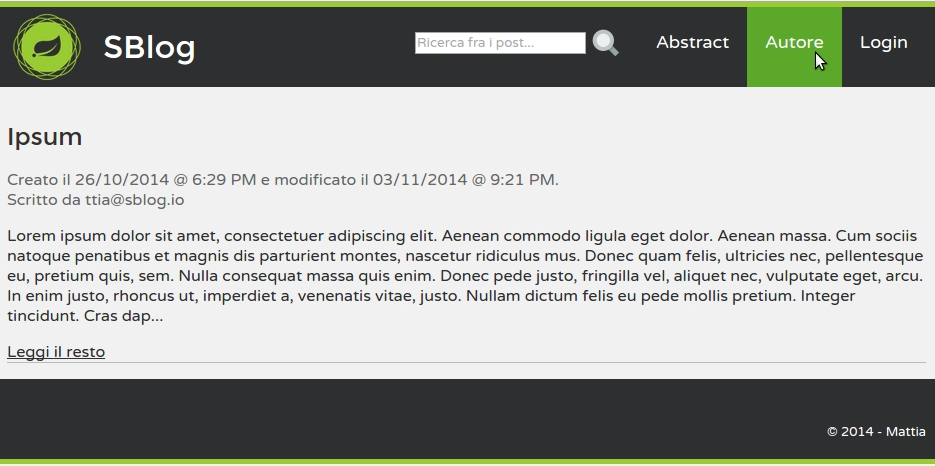 SBlog
Ricerca fra i post...
Abstract
Autore
Login
Ipsum
Creato il 26/10/2014 @ 6:29 PM e modificato il 03/11/2014 @ 9:21 PM.
Scritto da ttia@sblog.io
Lorem ipsum dolor sit amet, consectetuer adipiscing elit. Aenean commodo ligula eget dolor. Aenean massa. Cum sociis
natoque penatibus et magnis dis parturient montes, nascetur ridiculus mus. Donec quam felis, ultricies nec, pellentesque
eu, pretium quis, sem. Nulla consequat massa quis enim. Donec pede justo, fringilla vel, aliquet nec, vulputate eget, arcu.
In enim justo, rhoncus ut, imperdiet a, venenatis vitae, justo. Nullam dictum felis eu pede mollis pretium. Integer
tincidunt. Cras dap...
Leggi il resto
© 2014 - Mattia